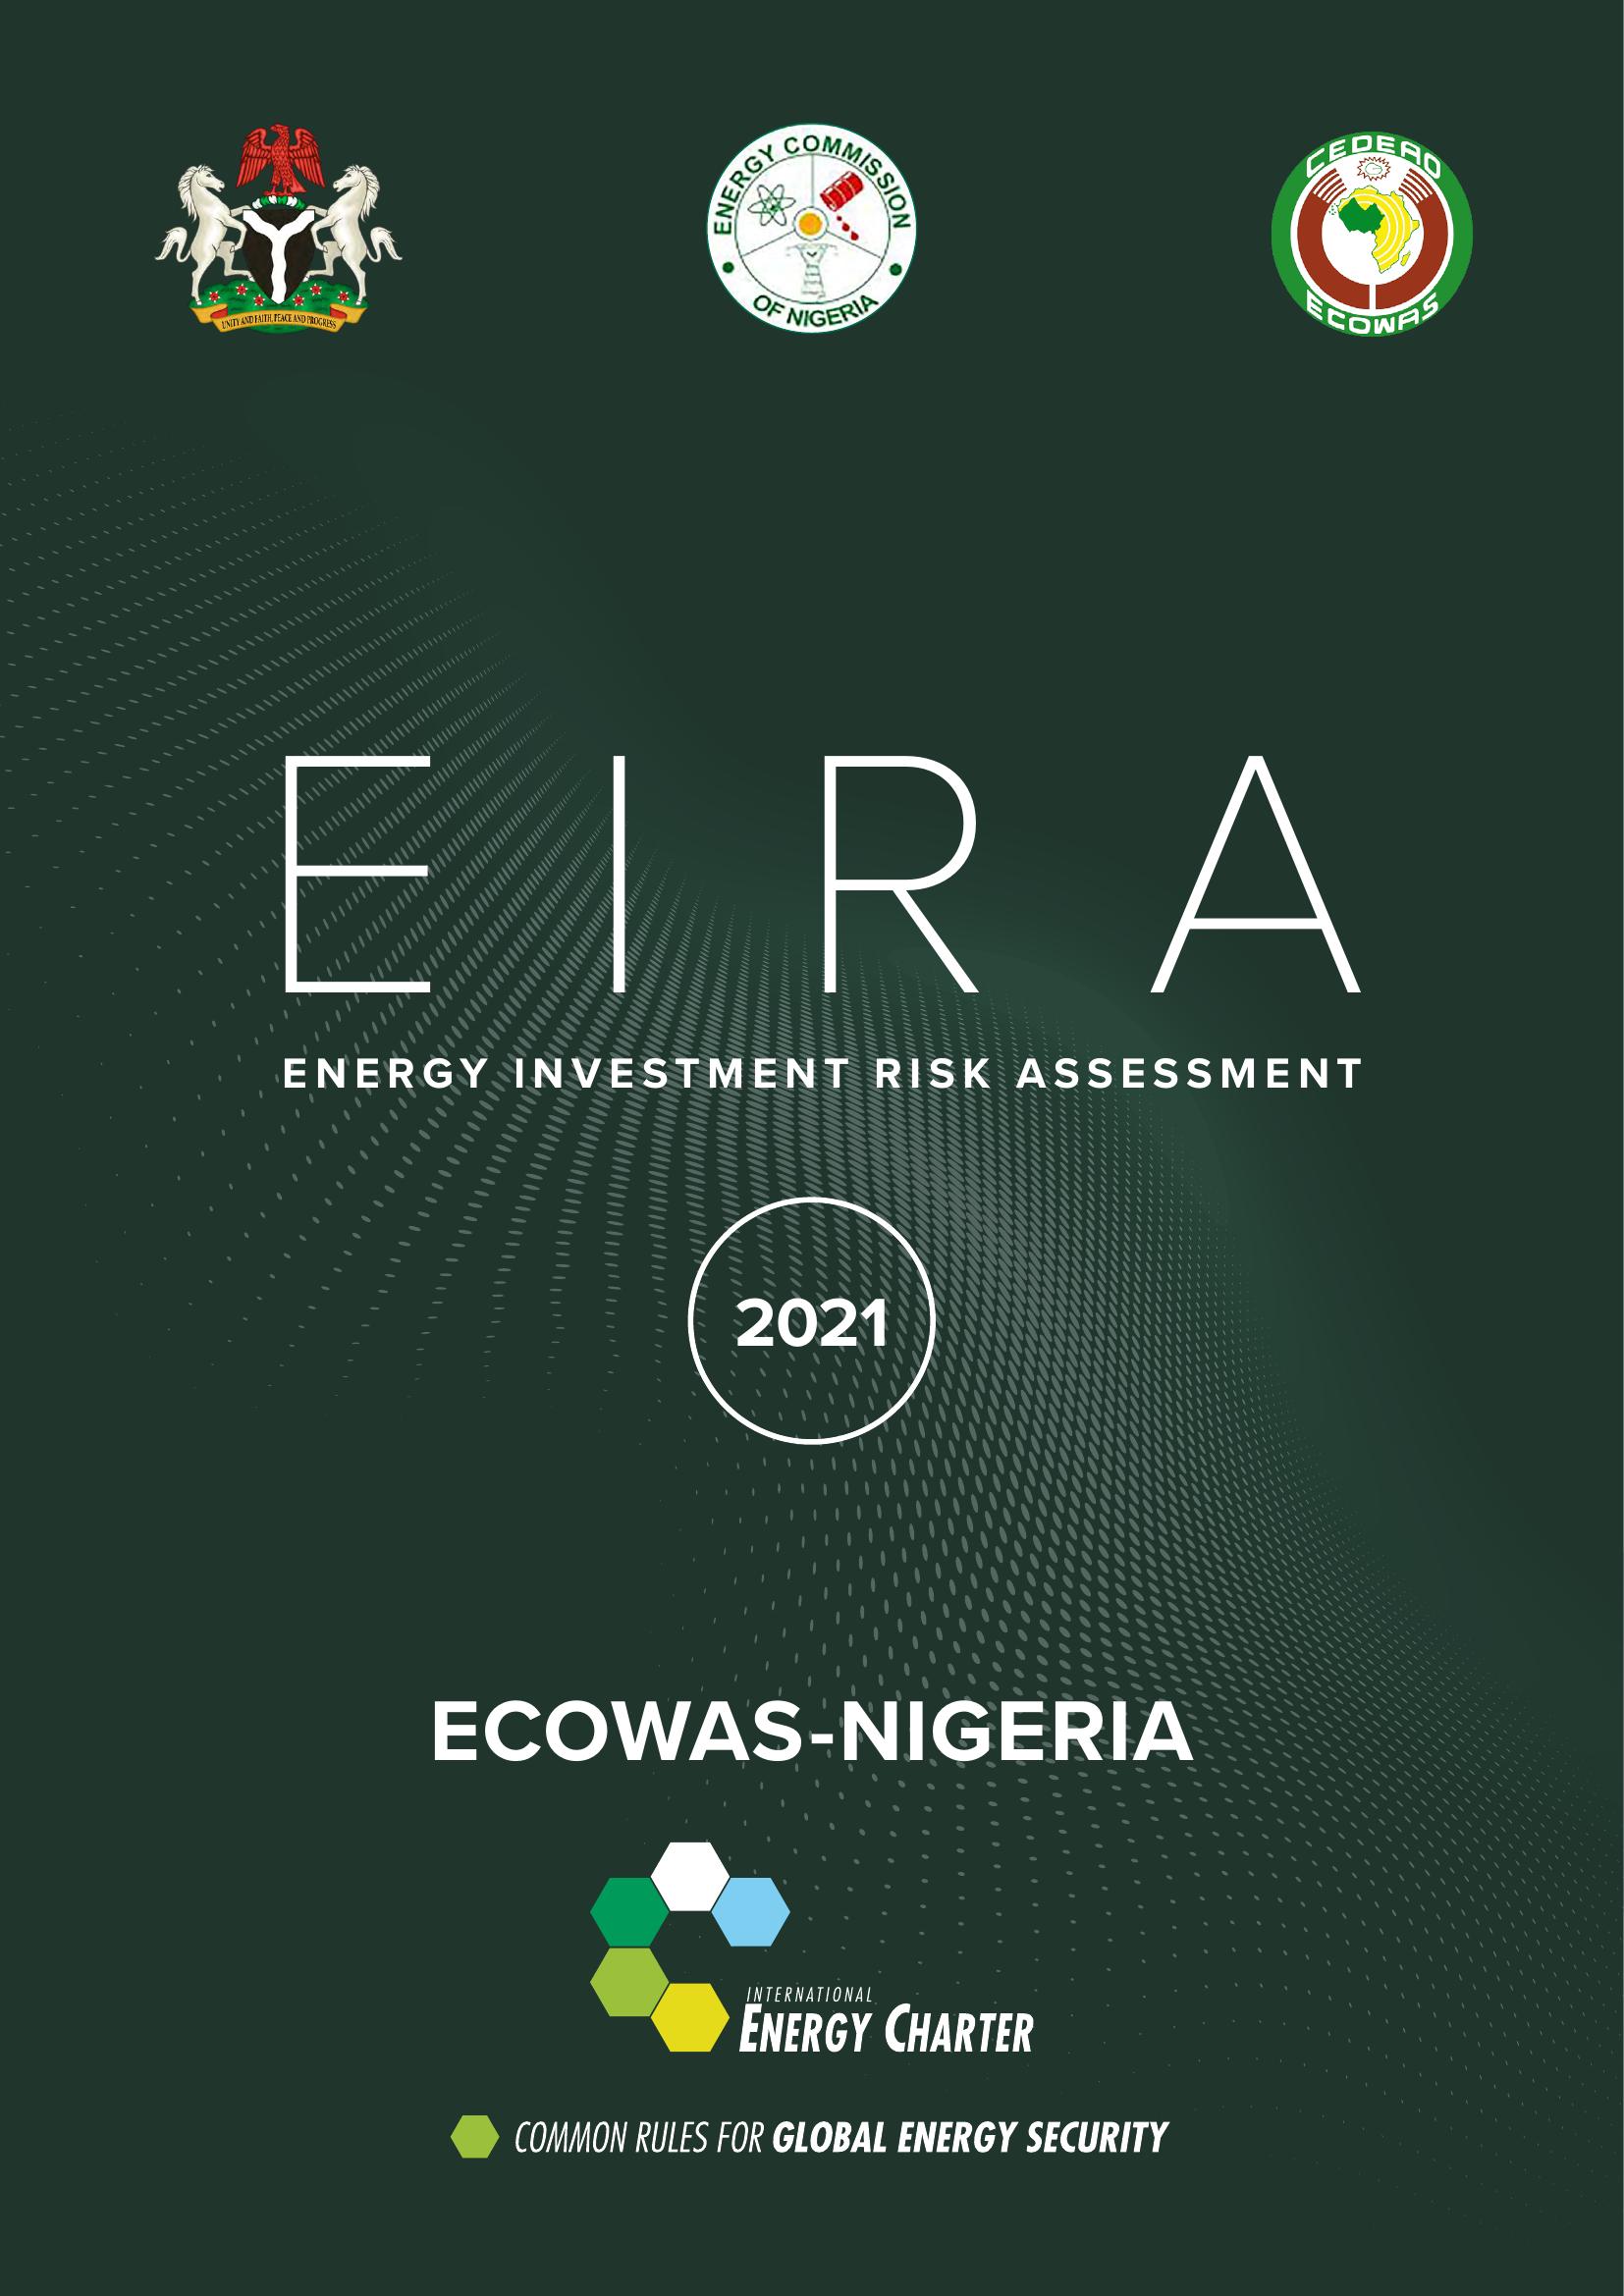 UNITY AND FAITH, PEACE AND PROGRESS
ENERGY COMMISSION
OF NIGERIA
CEDEAO
ECOWAS
EIRA
ENERGY INVESTMENT RISK ASSESSMENT
2021
ECOWAS-NIGERIA
INTERNATIONAL
ENERGY CHARTER
COMMON RULES FOR GLOBAL ENERGY SECURITY